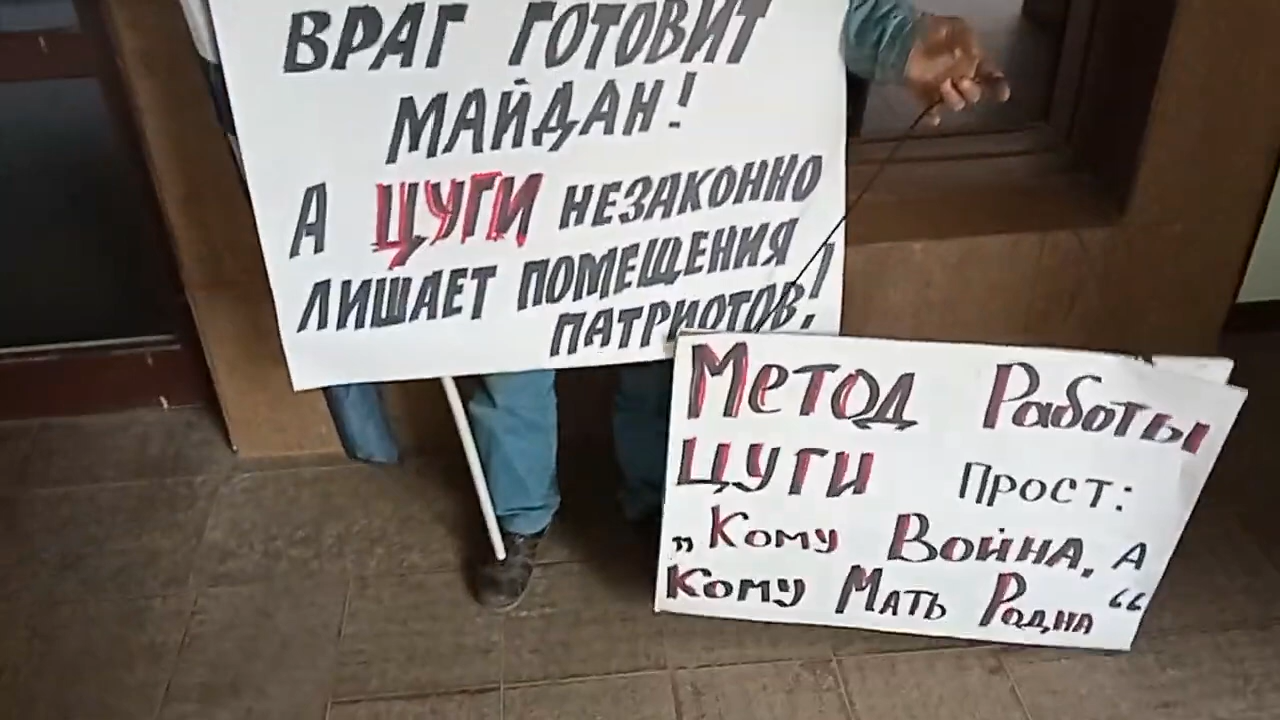 ВРАГ ГОТОВИТ
МАЙДАН!
А ЦУГИ НЕЗАКОННО
ЛИШАЕТ ПОМЕЩЕНИЯ
ПАТРИОТОВ!
Метод Работы
ЦУГИ Прост:
„Кому Война, А
Кому Мать Родна“